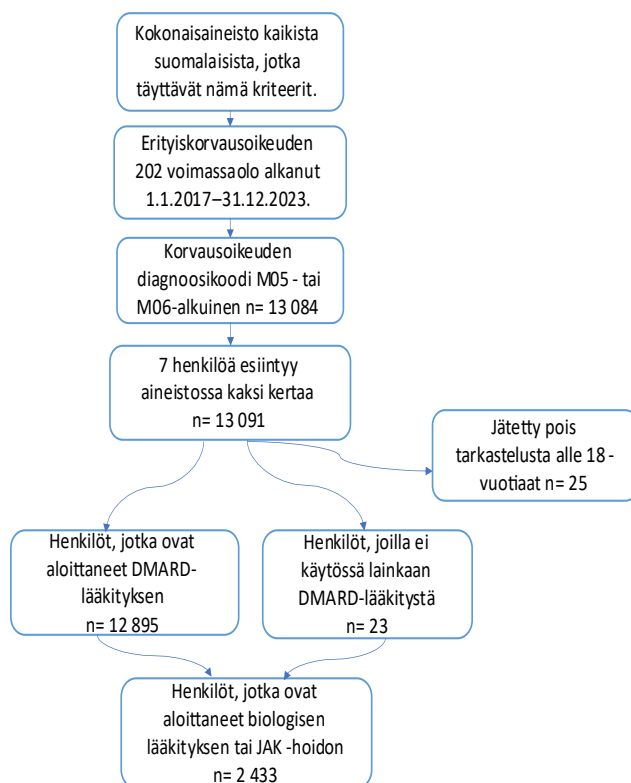 Kokonaisaineisto kaikista
suomalaisista, jotka
täyttävät nämä kriteerit.
Erityiskorvausoikeuden
202 voimassaolo alkanut
1.1.2017–31.12.2023.
Korvausoikeuden
diagnoosikoodi M05 - tai
M06-alkuinen n= 13 084
7 henkilöä esiintyy
aineistossa kaksi kertaa
n= 13 091
Jätetty pois
tarkastelusta alle 18 -
vuotiaat n= 25
Henkilöt, jotka ovat
aloittaneet DMARD-
lääkityksen
n= 12 895
Henkilöt, joilla ei
käytössä lainkaan
DMARD-lääkitystä
n= 23
Henkilöt, jotka ovat
aloittaneet biologisen
lääkityksen tai JAK -hoidon
n= 2 433